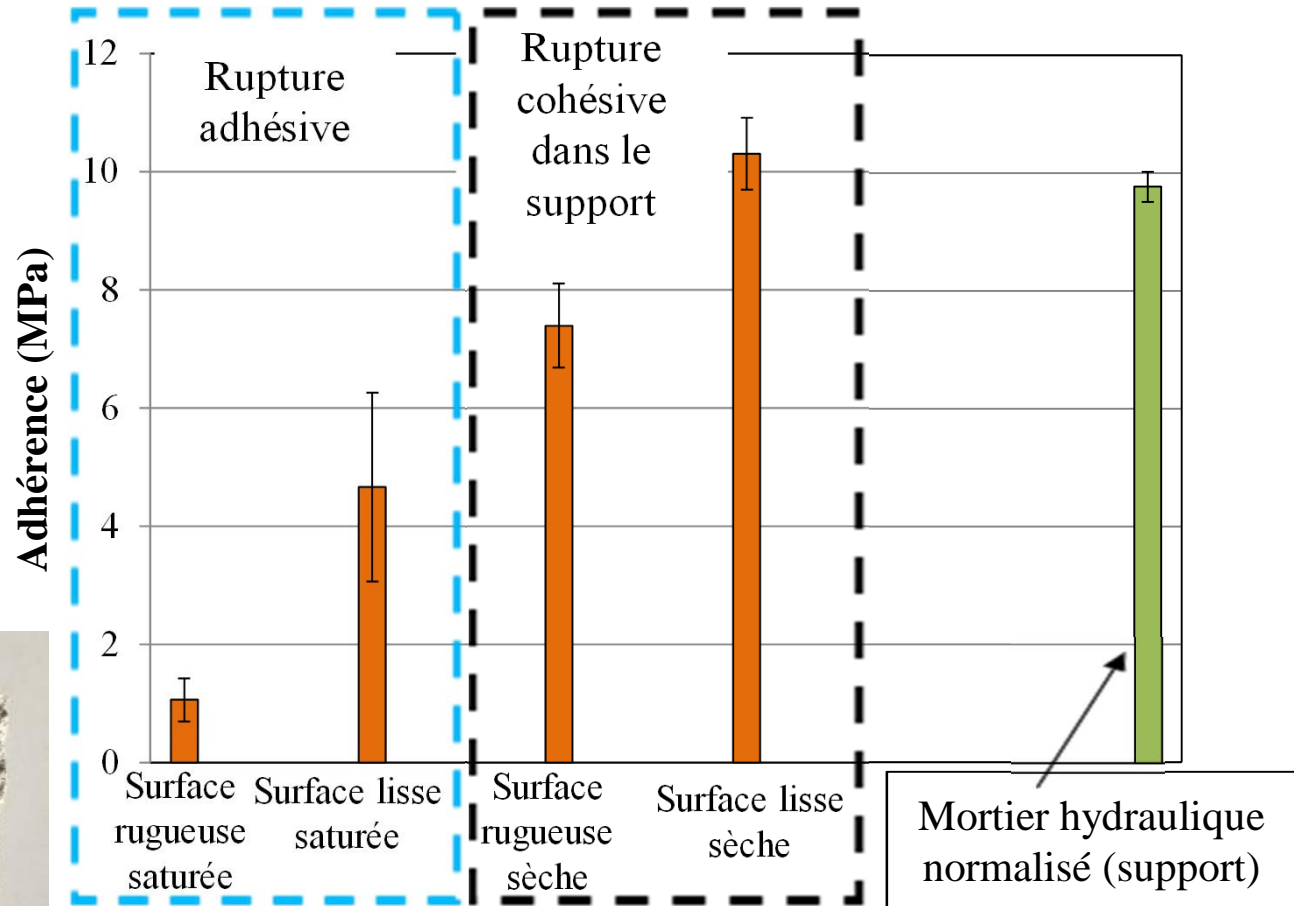 12
10
8
6
4
2
0
Adhérence (MPa)
Rupture
adhésive
Rupture
cohésive
dans le
support
Surface
rugueuse
saturée
Surface lisse
saturée
Surface
rugueuse
sèche
Surface lisse
sèche
Mortier hydraulique
normalisé (support)